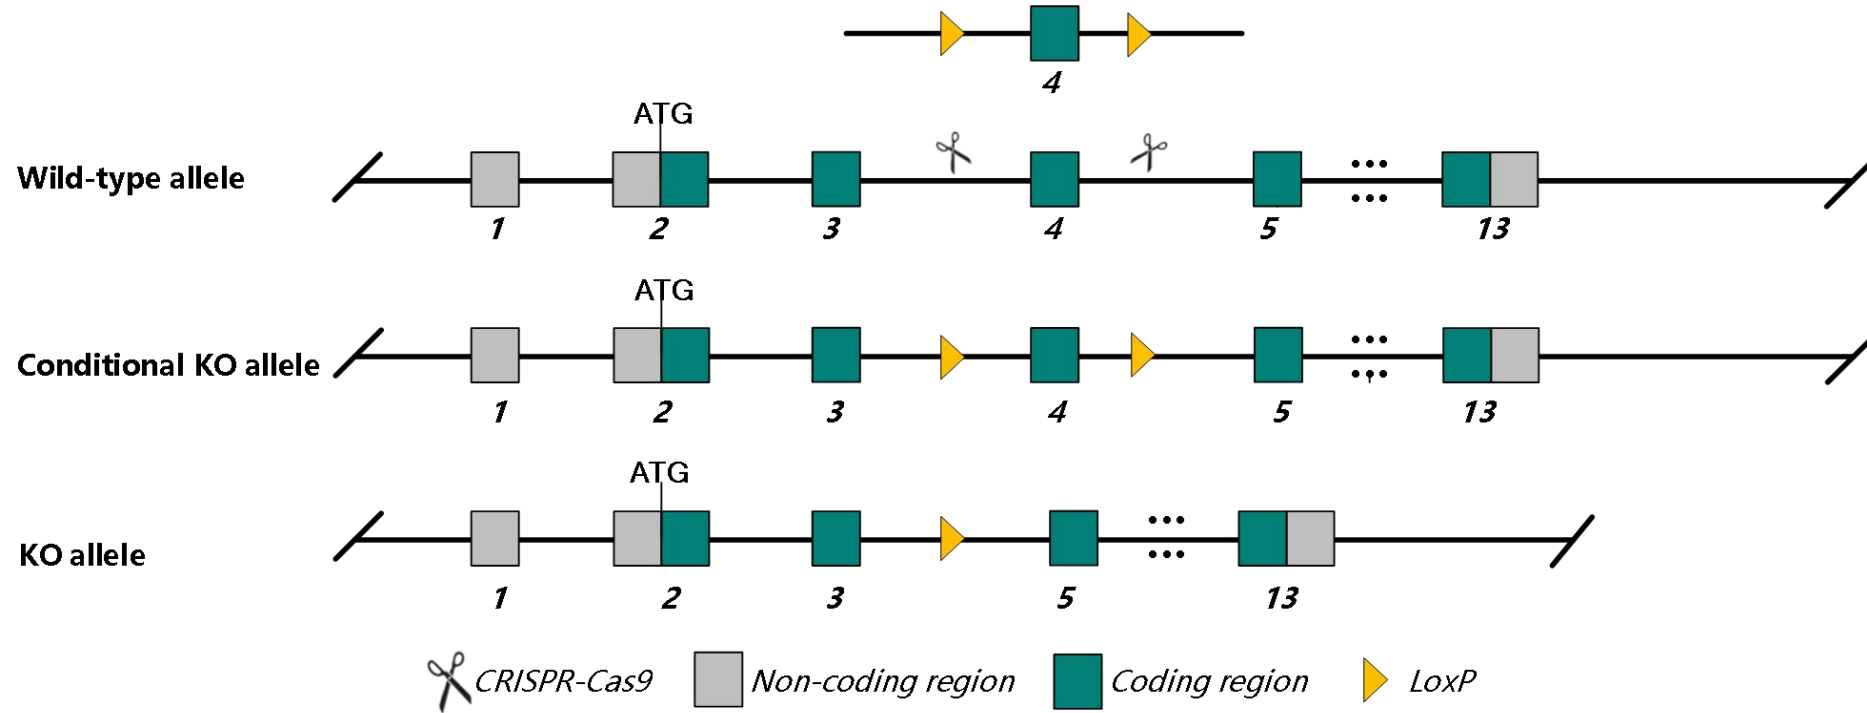 4
ATG
Wild-type allele
1 2 3 4 5 13
ATG
Conditional KO allele
1 2 3 4 5 13
ATG
KO allele
1 2 3 5 13
CRISPR-Cas9 Non-coding region Coding region LoxP